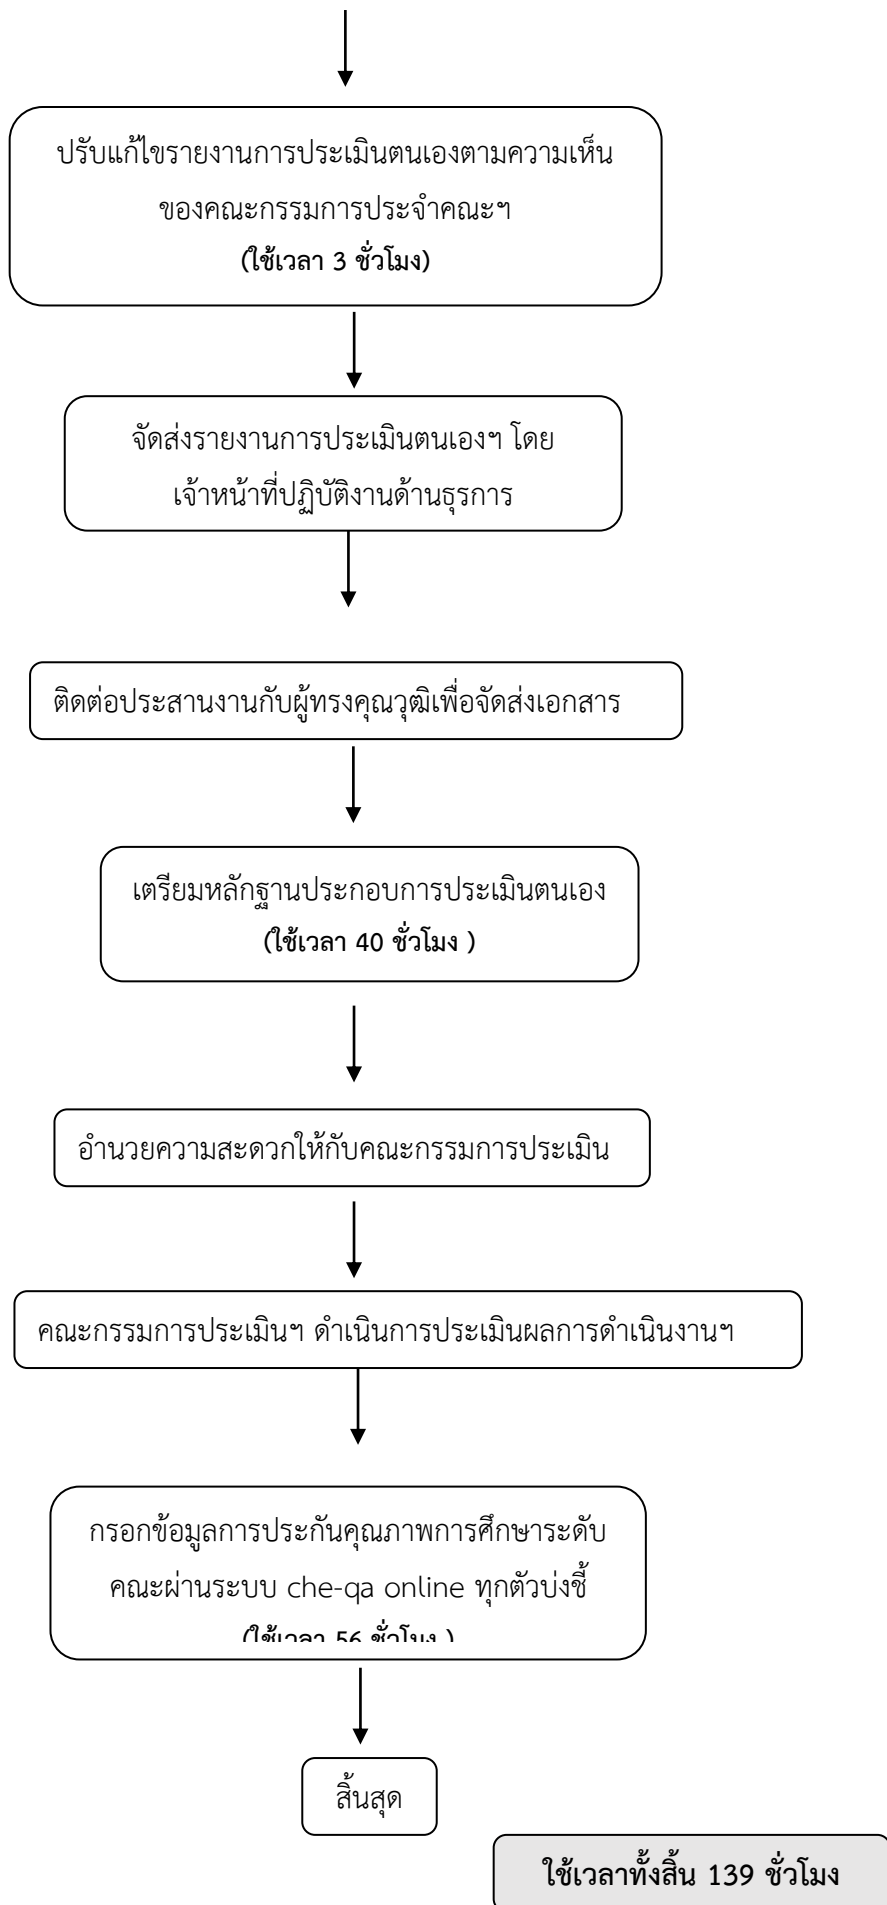 ปรับแก้ไขรายงานการประเมินตนเองตามความเห็น
ของคณะกรรมการประจำคณะฯ
(ใช้เวลา 3 ชั่วโมง)
จัดส่งรายงานการประเมินตนเองฯ โดย
เจ้าหน้าที่ปฏิบัติงานด้านธุรการ
ติดต่อประสานงานกับผู้ทรงคุณวุฒิเพื่อจัดส่งเอกสาร
เตรียมหลักฐานประกอบการประเมินตนเอง
(ใช้เวลา 40 ชั่วโมง )
อำนวยความสะดวกให้กับคณะกรรมการประเมิน
คณะกรรมการประเมินฯ ดำเนินการประเมินผลการดำเนินงานฯ
กรอกข้อมูลการประกันคุณภาพการศึกษาระดับ
คณะผ่านระบบ che-qa online ทุกตัวบ่งชี้
(ใช้เวลา 56 ชั่วโมง )
สิ้นสุด
ใช้เวลาทั้งสิ้น 139 ชั่วโมง